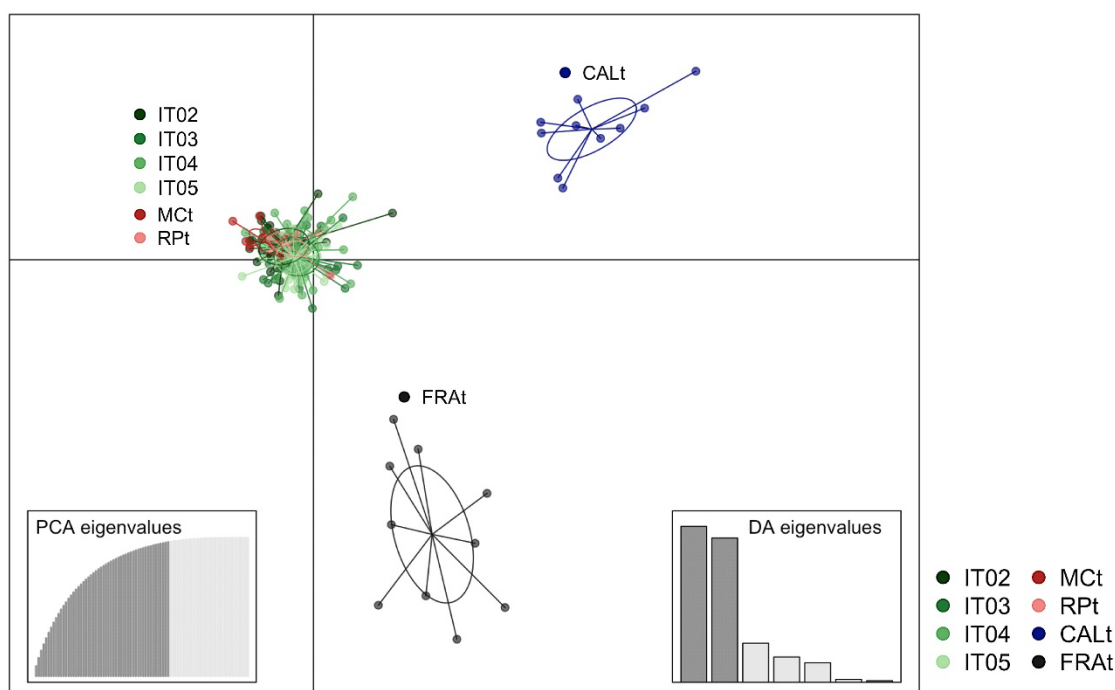 CALt
IT02
IT03
IT04
IT05
MCt
RPt
FRAt
PCA eigenvalues
DA eigenvalues
IT02 MCt
IT03 RPt
IT04 CALt
IT05 FRAt